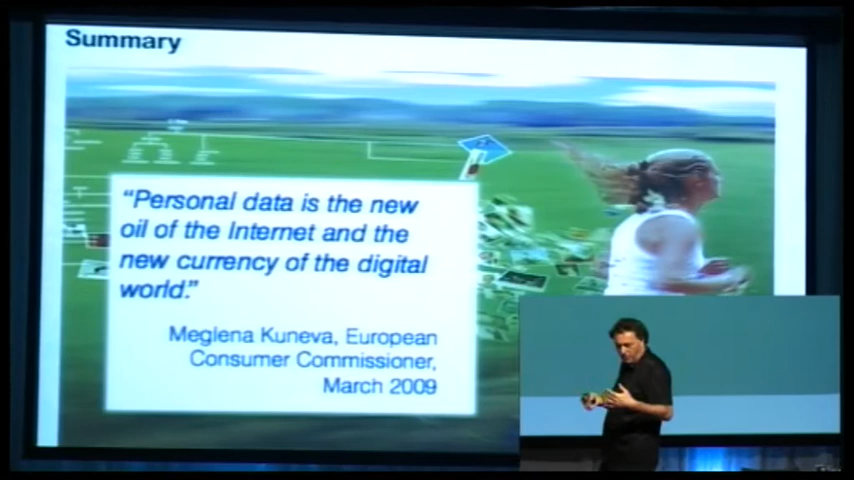 Summary
“Personal data is the new
oil of the Internet and the
new currency of the digital
world.”
Meglena Kuneva, European
Consumer Commissioner,
March 2009